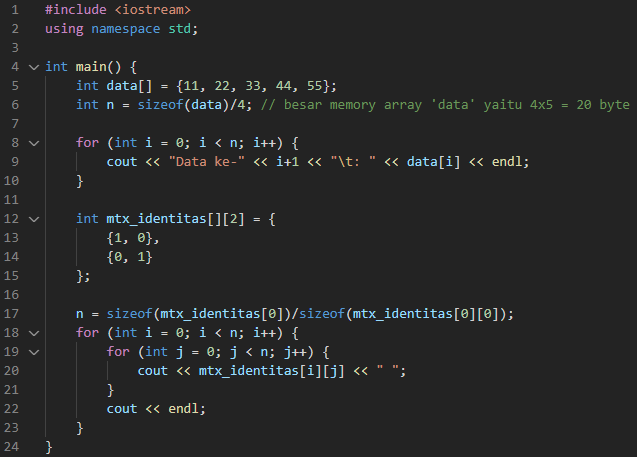 1 #include <iostream>
2 using namespace std;
3
4 int main() {
5 int data[] = {11, 22, 33, 44, 55};
6 int n = sizeof(data)/4; // besar memory array 'data' yaitu 4x5 = 20 byte
7
8 for (int i = 0; i < n; i++) {
9 cout << "Data ke-" << i+1 << "\t: " << data[i] << endl;
10 }
11
12 int mtx_identitas[][2] = {
13 {1, 0},
14 {0, 1}
15 };
16
17 n = sizeof(mtx_identitas[0])/sizeof(mtx_identitas[0][0]);
18 for (int i = 0; i < n; i++) {
19 for (int j = 0; j < n; j++) {
20 cout << mtx_identitas[i][j] << " ";
21 }
22 cout << endl;
23 }
24 }